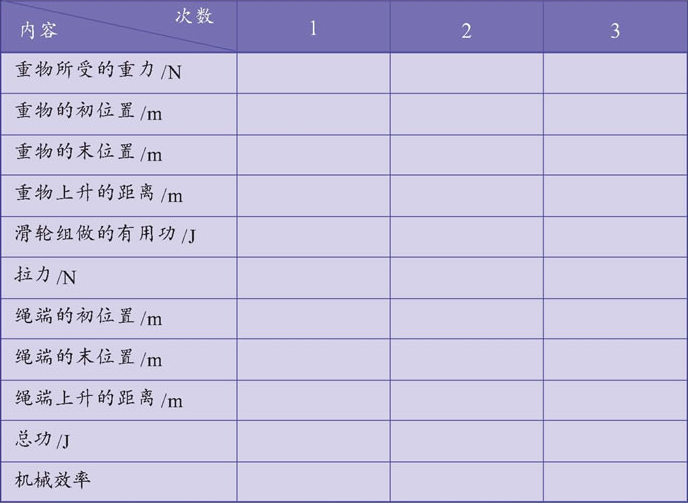 次数
内容
1 2 3
重物所受的重力/N
重物的初位置/m
重物的末位置/m
重物上升的距离/m
滑轮组做的有用功/J
拉力/N
绳端的初位置/m
绳端的末位置/m
绳端上升的距离/m
总功/J
机械效率